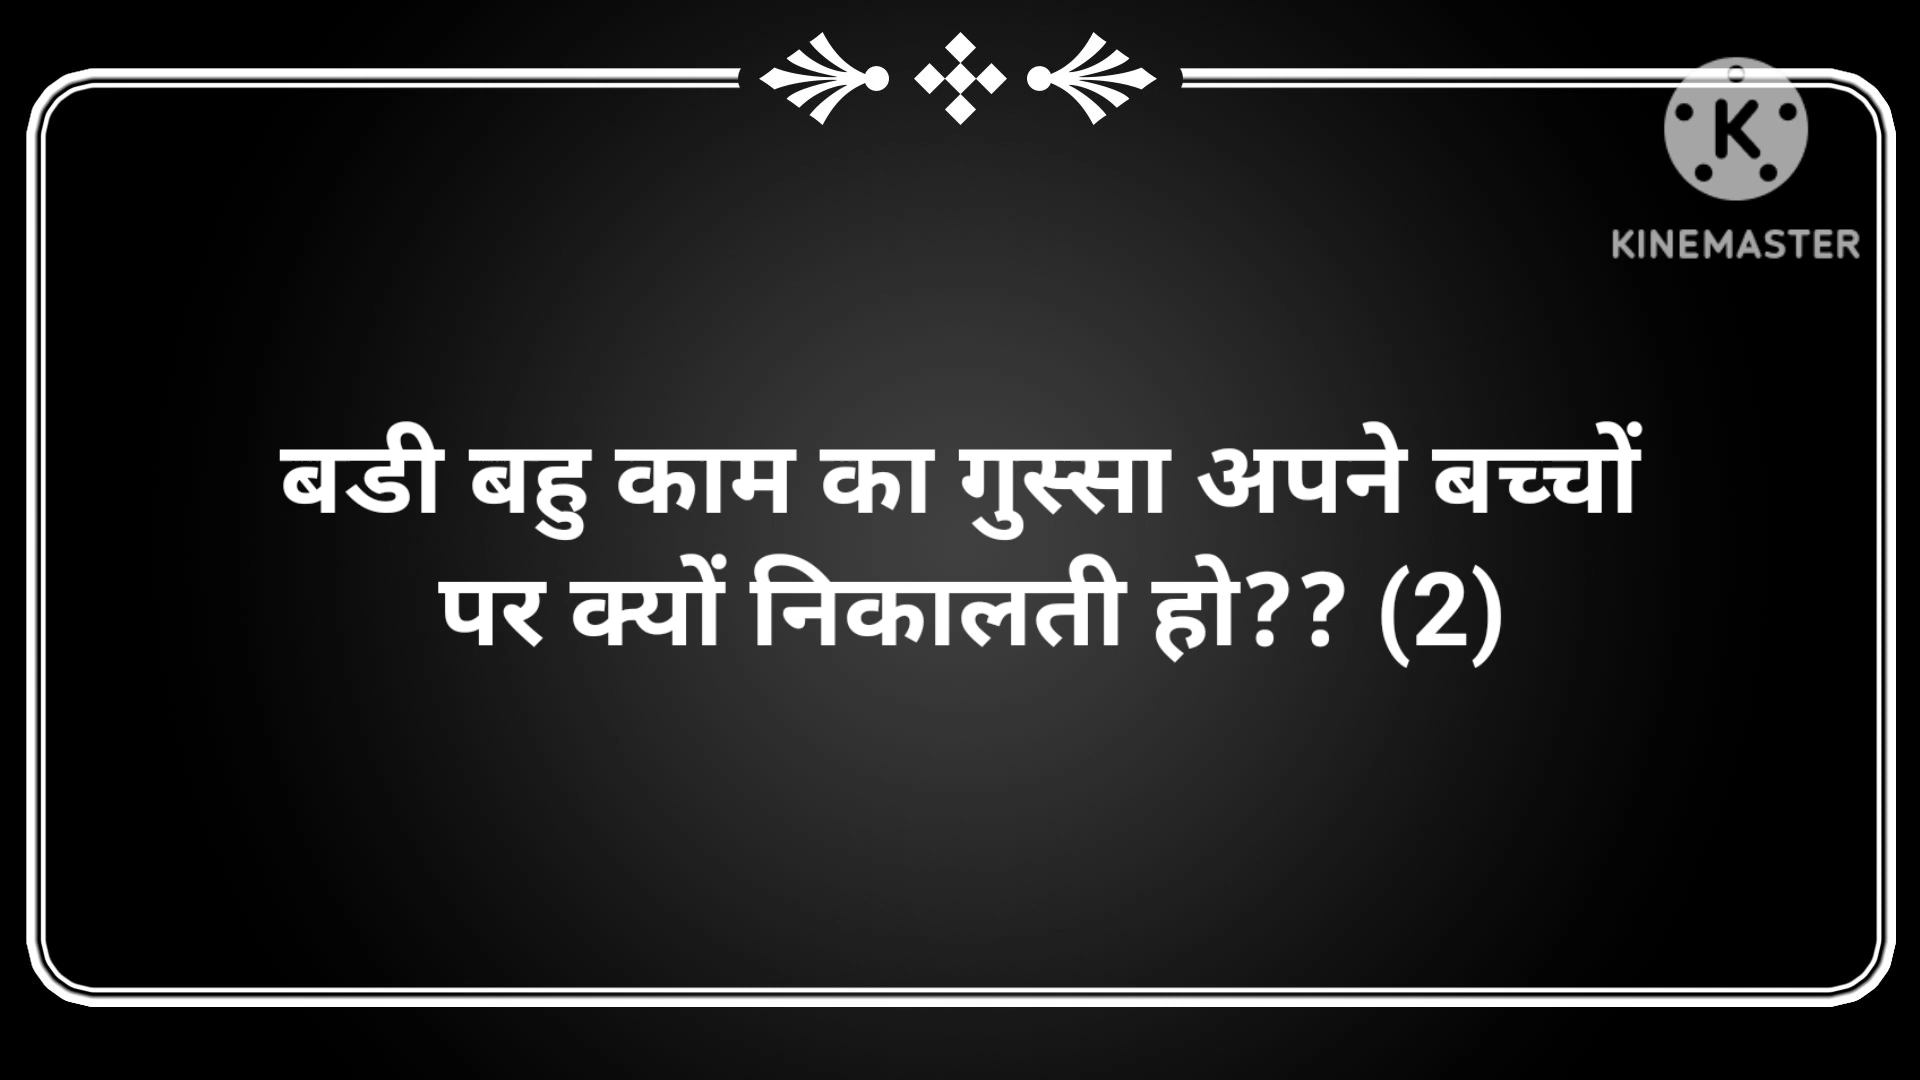 KINEMASTER
बडी बहु काम का गुस्सा अपने बच्चों
पर क्यों निकालती हो?? (2)